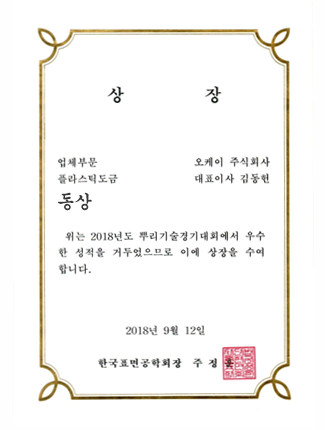 상 장
업체부문 오케이 주식회사
플라스틱도금 대표이사 김동현
동상
위는 2018년도 뿌리기술경기대회에서 우수
한 성적을 거두었으므로 이에 상장을 수여
합니다.
2018년 9월 12일
한국표면공학회장 주 정